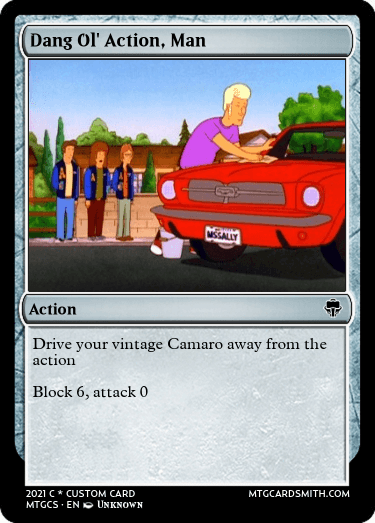 Dang Ol' Action, Man
MSSALLY
Action
Drive your vintage Camaro away from the
action
Block 6, attack 0
2021 C * CUSTOM CARD
MTGCS • EN Unknown
MTGCARDSMITH.COM